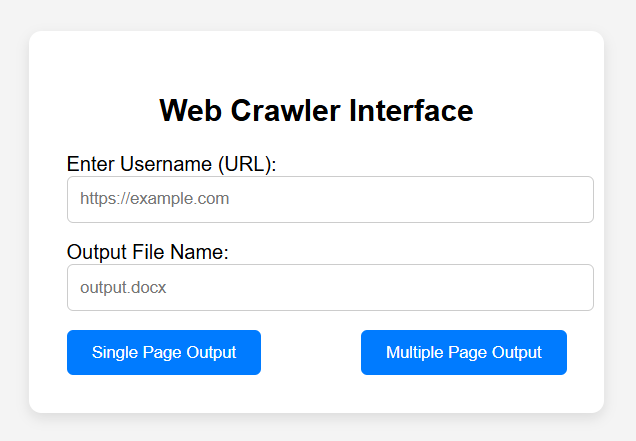 Web Crawler Interface
Enter Username (URL):
https://example.com
Output File Name:
output.docx
Single Page Output
Multiple Page Output